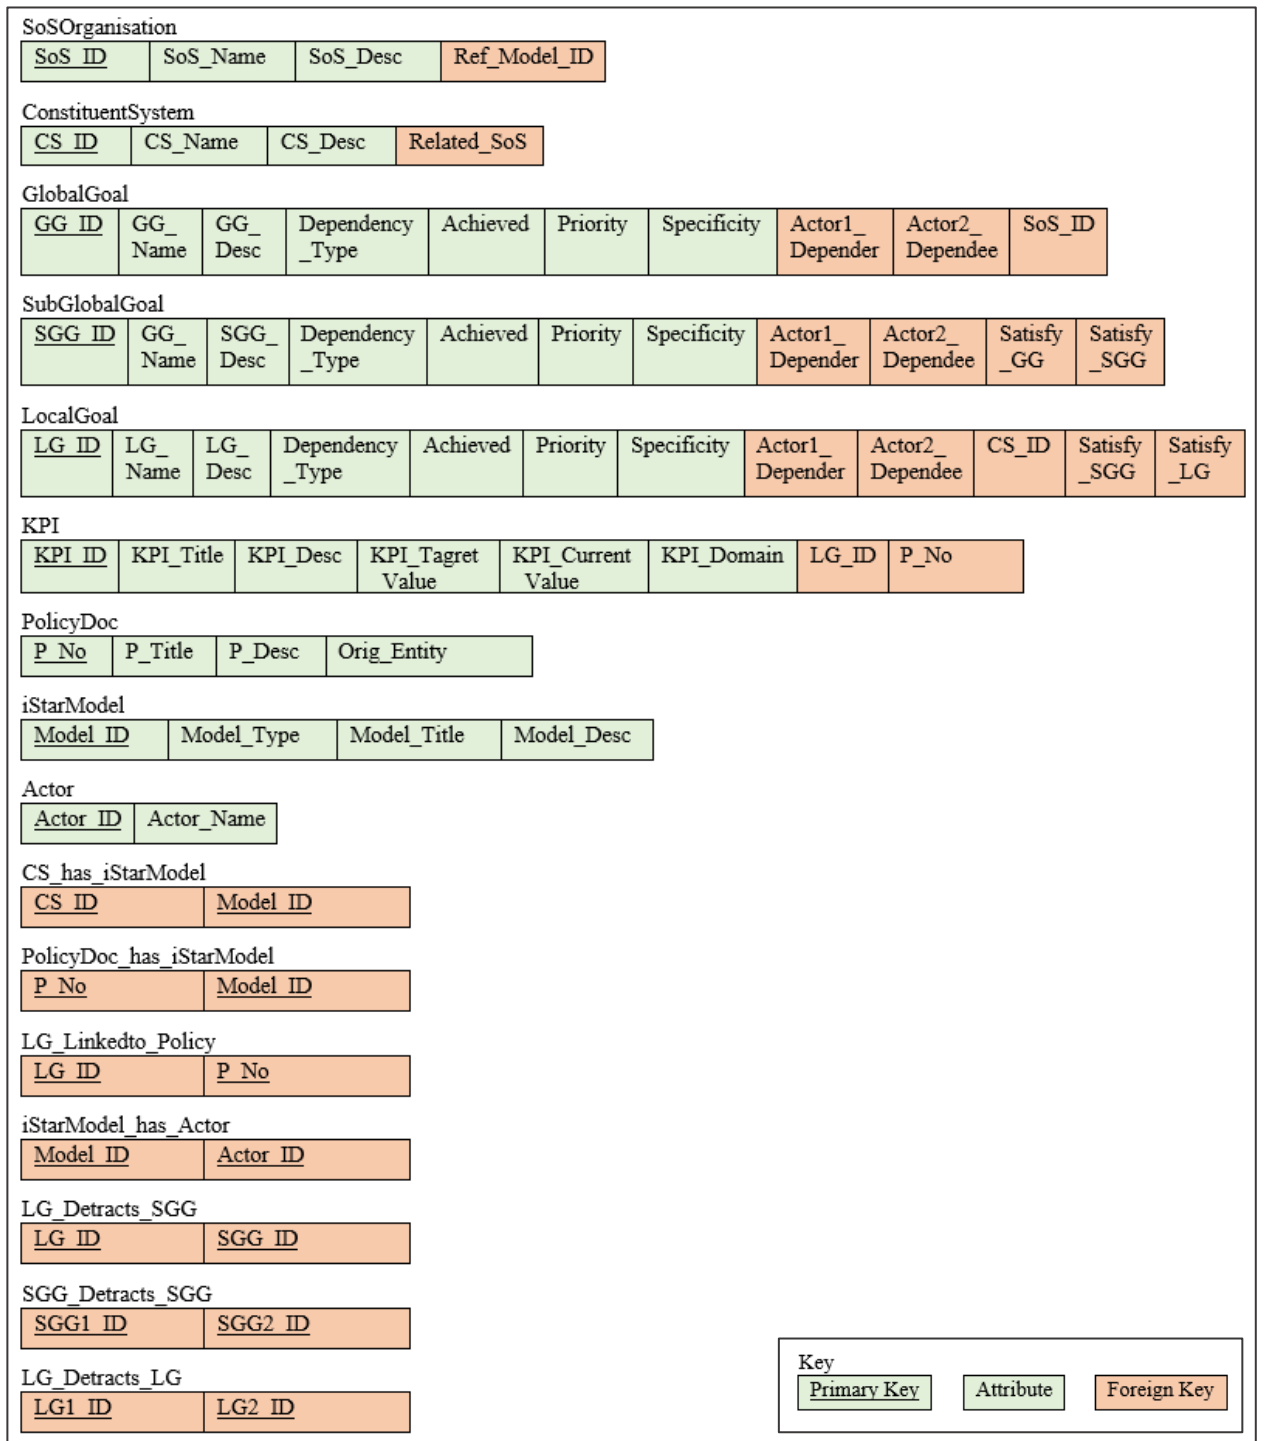 SoSOrganisation
SoS_ID SoS_Name SoS_Desc Ref_Model_ID
ConstituentSystem
CS_ID CS_Name CS_Desc Related_SoS
GlobalGoal
GG_ID GG_ GG_ Dependency Achieved Priority Specificity Actor1_ Actor2_ SoS_ID
Name Desc _Type Depender Dependee
SubGlobalGoal
SGG_ID GG_ SGG_ Dependency Achieved Priority Specificity Actor1_ Actor2_ Satisfy Satisfy
Name Desc _Type Depender Dependee _GG _SGG
LocalGoal
LG_ID LG_ LG_ Dependency Achieved Priority Specificity Actor1_ Actor2_ CS_ID Satisfy Satisfy
Name Desc _Type Depender Dependee _SGG _LG
KPI
KPI_ID KPI_Title KPI_Desc KPI_Tagret KPI_Current KPI_Domain LG_ID P_No
_Value _Value
PolicyDoc
P_No P_Title P_Desc Orig_Entity
iStarModel
Model_ID Model_Type Model_Title Model_Desc
Actor
Actor_ID Actor_Name
CS_has_iStarModel
CS_ID Model_ID
PolicyDoc_has_iStarModel
P_No Model_ID
LG_Linkedto_Policy
LG_ID P_No
iStarModel_has_Actor
Model_ID Actor_ID
LG_Detracts_SGG
LG_ID SGG_ID
SGG_Detracts_SGG
SGG1_ID SGG2_ID
LG_Detracts_LG
LG1_ID LG2_ID
Key
Primary Key Attribute Foreign Key